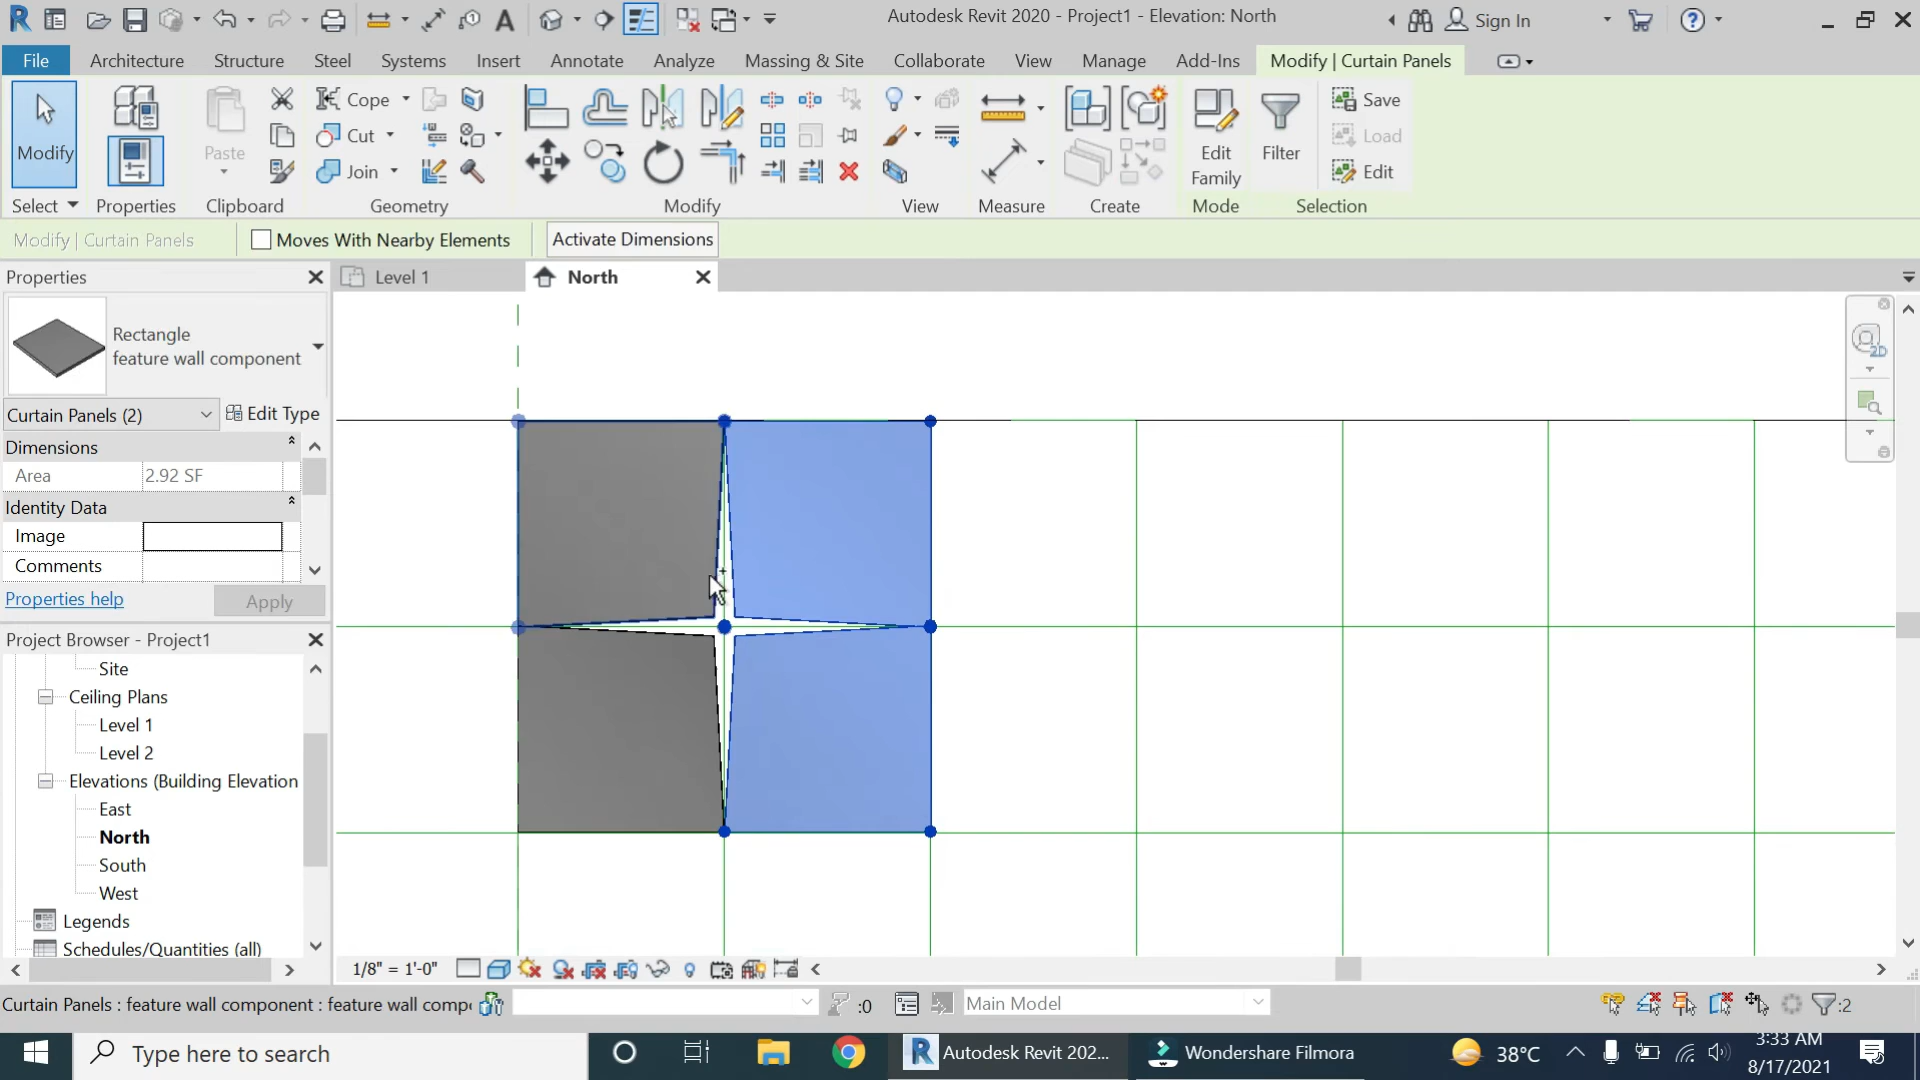 Autodesk Revit 2020 - Project1 - Elevation: North
Sign In
File Architecture Structure Steel Systems Insert Annotate Analyze Massing & Site Collaborate View Manage Add-Ins Modify | Curtain Panels
Modify
Paste
Cope
Cut
Join
Edit
Family
Filter
Save
Load
Edit
Select Properties Clipboard Geometry Modify View Measure Create Mode Selection
Modify | Curtain Panels
Moves With Nearby Elements
Activate Dimensions
Properties
Level 1
North
Rectangle
feature wall component
Curtain Panels (2)
Edit Type
Dimensions
Area 2.92 SF
Identity Data
Image
Comments
Properties help
Apply
Project Browser - Project1
Site
Ceiling Plans
Level 1
Level 2
Elevations (Building Elevation
East
North
South
West
Legends
Schedules/Quantities (all)
2D
1/8" = 1'-0"
Curtain Panels : feature wall component : feature wall comp
:0
Main Model
:2
Type here to search
Autodesk Revit 202...
Wondershare Filmora
38°C
3:33 AM
8/17/2021